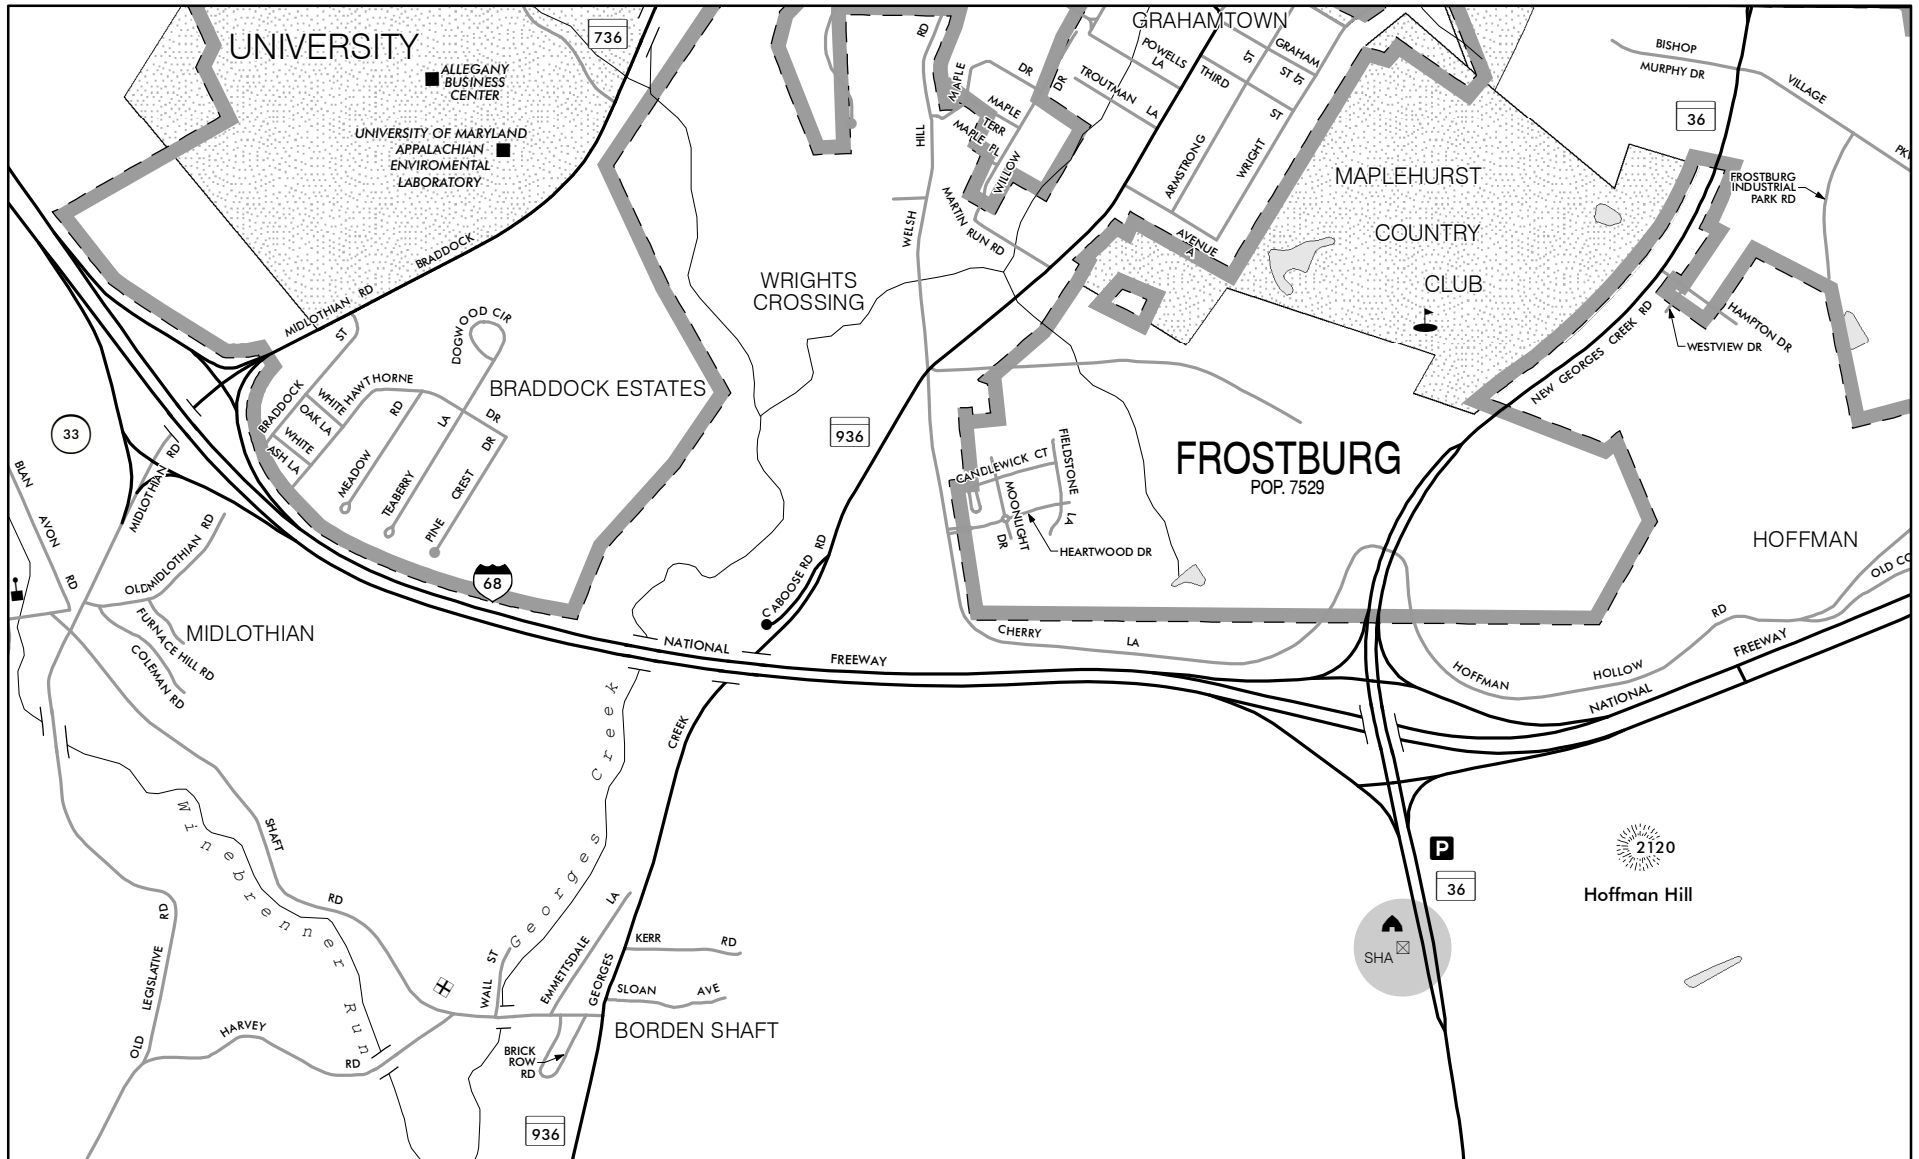 UNIVERSITY
ALLEGANY
BUSINESS
CENTER
UNIVERSITY OF MARYLAND
APPALACHIAN
ENVIROMENTAL
LABORATORY
736
GRAHAMTOWN
POWELLS
LA
TROUTMAN LA
THIRD
ST
GRAHAM
ST
ST
ST
ARMSTRONG
WRIGHT
AVENUE
A
RD
MAPLE
DR
DR
MAPLE
TERR
MAPLE PL
WILLOW
HILL
WELSH
MARTIN RUN RD
BISHOP
MURPHY DR
VILLAGE
36
FROSTBURG
INDUSTRIAL
PARK RD
MAPLEHURST
COUNTRY
CLUB
NEW GEORGES CREEK RD
HAMPTON DR
WESTVIEW DR
BRADDOCK
MIDLOTHIAN RD
WRIGHTS
CROSSING
DOGWOOD CIR
BRADDOCK ESTATES
BRADDOCK
ST
WHITE
OAK LA
WHITE
ASH LA
HAWTHORNE
DR
MEADOW
RD
TEABERRY
LA
PINE
CREST
DR
33
BLAN
AVON
RD
MIDLOTHIAN
RD
OLD MIDLOTHIAN RD
FURNACE HILL RD
COLEMAN RD
MIDLOTHIAN
68
936
CABOOSE RD RD
FROSTBURG
POP. 7529
CANDLEWICK CT
FIELDSTONE
LA
MOONLIGHT
DR
HEARTWOOD DR
HOFFMAN
OLD CO
NATIONAL
FREEWAY
CHERRY
LA
HOFFMAN
HOLLOW
RD
NATIONAL
FREEWAY
CREEK
Georges Creek
Winebrenner Run
SHAFT
RD
OLD
LEGISLATIVE
RD
HARVEY
RD
WALL ST
EMMETTSDALE
LA
GEORGES
KERR
RD
SLOAN
AVE
BORDEN SHAFT
BRICK
ROW
RD
936
P
36
SHA
2120
Hoffman Hill